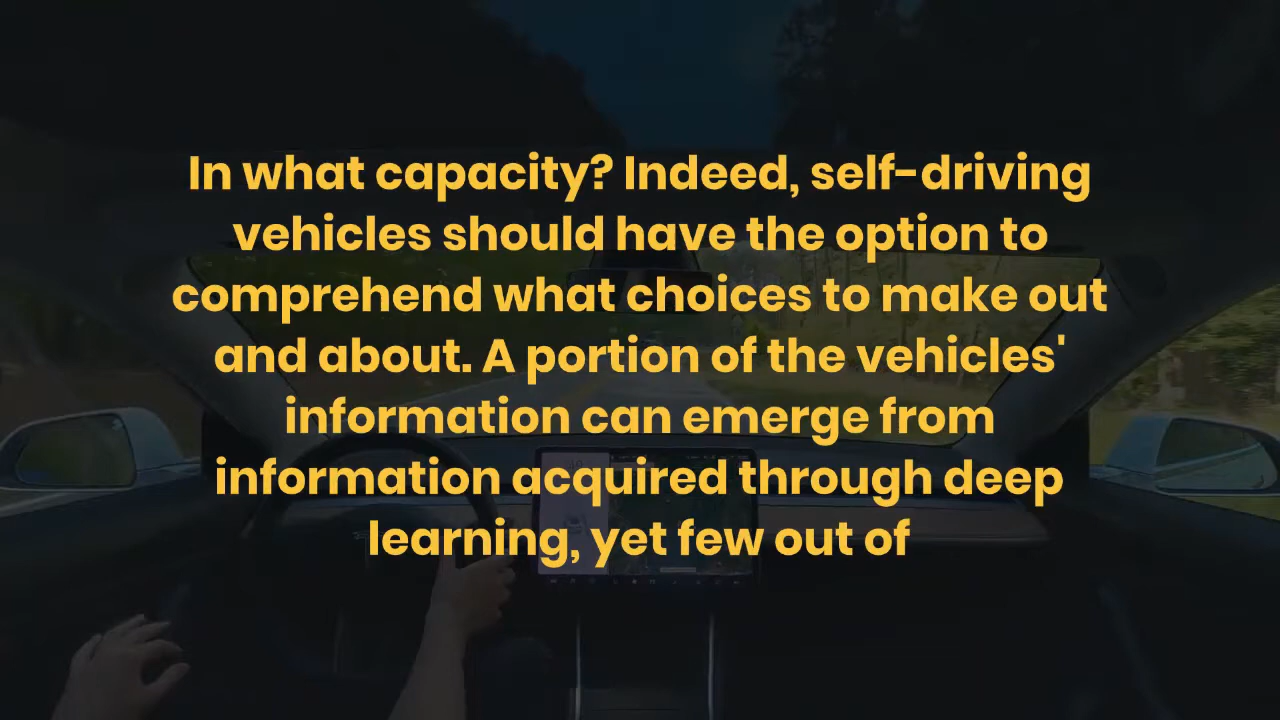 In what capacity? Indeed, self-driving
vehicles should have the option to
comprehend what choices to make out
and about. A portion of the vehicles'
information can emerge from
information acquired through deep
learning, yet few out of